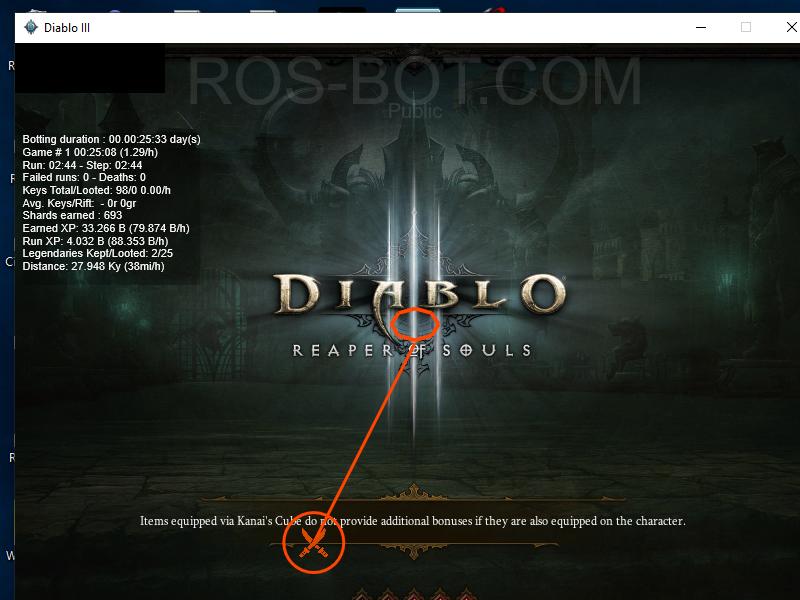 Diablo III
ROS-BOT.COM
Public
Botting duration : 00.00:25:33 day(s)
Game # 1 00:25:08 (1.29/h)
Run: 02:44 - Step: 02:44
Failed runs: 0 - Deaths: 0
Keys Total/Looted: 98/0 0.00/h
Avg. Keys/Rift:  - 0r 0gr
Shards earned : 693
Earned XP: 33.266 B (79.874 B/h)
Run XP: 4.032 B (88.353 B/h)
Legendaries Kept/Looted: 2/25
Distance: 27.948 Ky (38mi/h)
DIABLO
REAPER OF SOULS
Items equipped via Kanai's Cube do not provide additional bonuses if they are also equipped on the character.
R
R
C
R
W